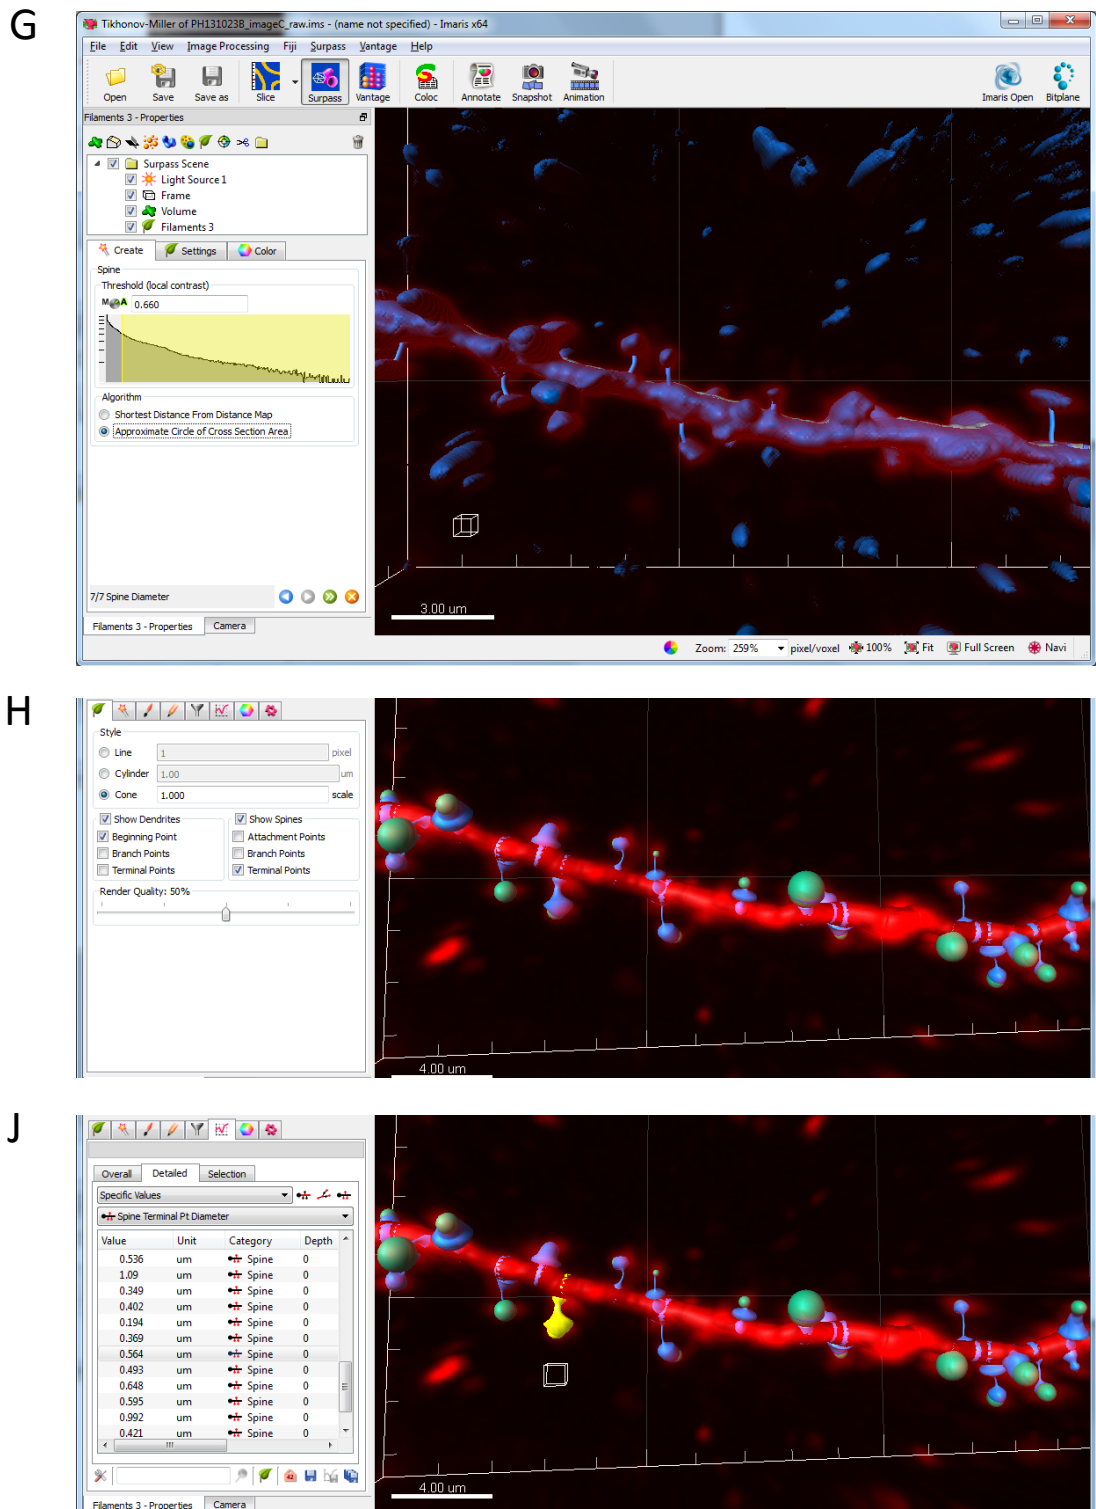 G
Tikhonov-Miller of PH131023B_imageC_raw.ims - (name not specified) - Imaris x64
File Edit View Image Processing Fiji Surpass Vantage Help
Open Save Save as Slice Surpass Vantage Coloc Annotate Snapshot Animation Imaris Open Bitplane
Filaments 3 - Properties
Surpass Scene
Light Source 1
Frame
Volume
Filaments 3
Create Settings Color
Spine
Threshold (local contrast)
M A 0.660
Algorithm
Shortest Distance From Distance Map
Approximate Circle of Cross Section Area
7/7 Spine Diameter
Filaments 3 - Properties Camera
3.00 um
Zoom: 259% pixel/voxel 100% Fit Full Screen Navi
H
Style
Line 1 pixel
Cylinder 1.00 um
Cone 1.000 scale
Show Dendrites Show Spines
Beginning Point Attachment Points
Branch Points Branch Points
Terminal Points Terminal Points
Render Quality: 50%
4.00 um
J
Overall Detailed Selection
Specific Values
Spine Terminal Pt Diameter
Value Unit Category Depth
0.536 um Spine 0
1.09 um Spine 0
0.349 um Spine 0
0.402 um Spine 0
0.194 um Spine 0
0.369 um Spine 0
0.564 um Spine 0
0.493 um Spine 0
0.648 um Spine 0
0.595 um Spine 0
0.992 um Spine 0
0.421 um Spine 0
42
Filaments 3 - Properties Camera
4.00 um